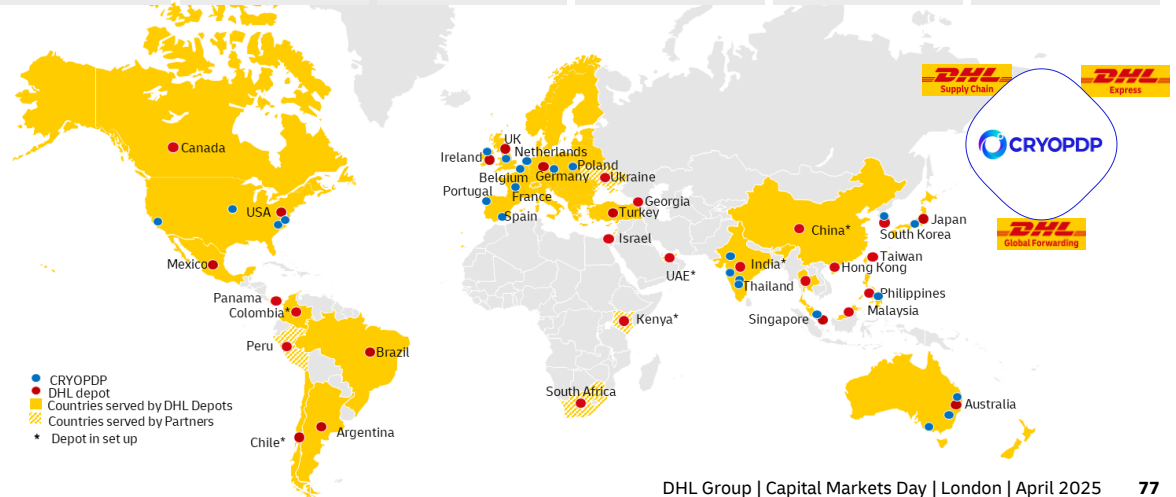 DHL
Supply Chain
DHL
Express
CRYOPDP
DHL
Global Forwarding
Canada
USA
Mexico
Panama
Colombia*
Peru
Brazil
Argentina
Chile*
UK
Ireland
Netherlands
Poland
Belgium
Germany
Ukraine
Portugal
France
Spain
Georgia
Turkey
Israel
UAE*
Kenya*
South Africa
China*
India*
Thailand
Singapore
Japan
South Korea
Taiwan
Hong Kong
Philippines
Malaysia
Australia
CRYOPDP
DHL depot
Countries served by DHL Depots
Countries served by Partners
* Depot in set up
DHL Group | Capital Markets Day | London | April 2025 77